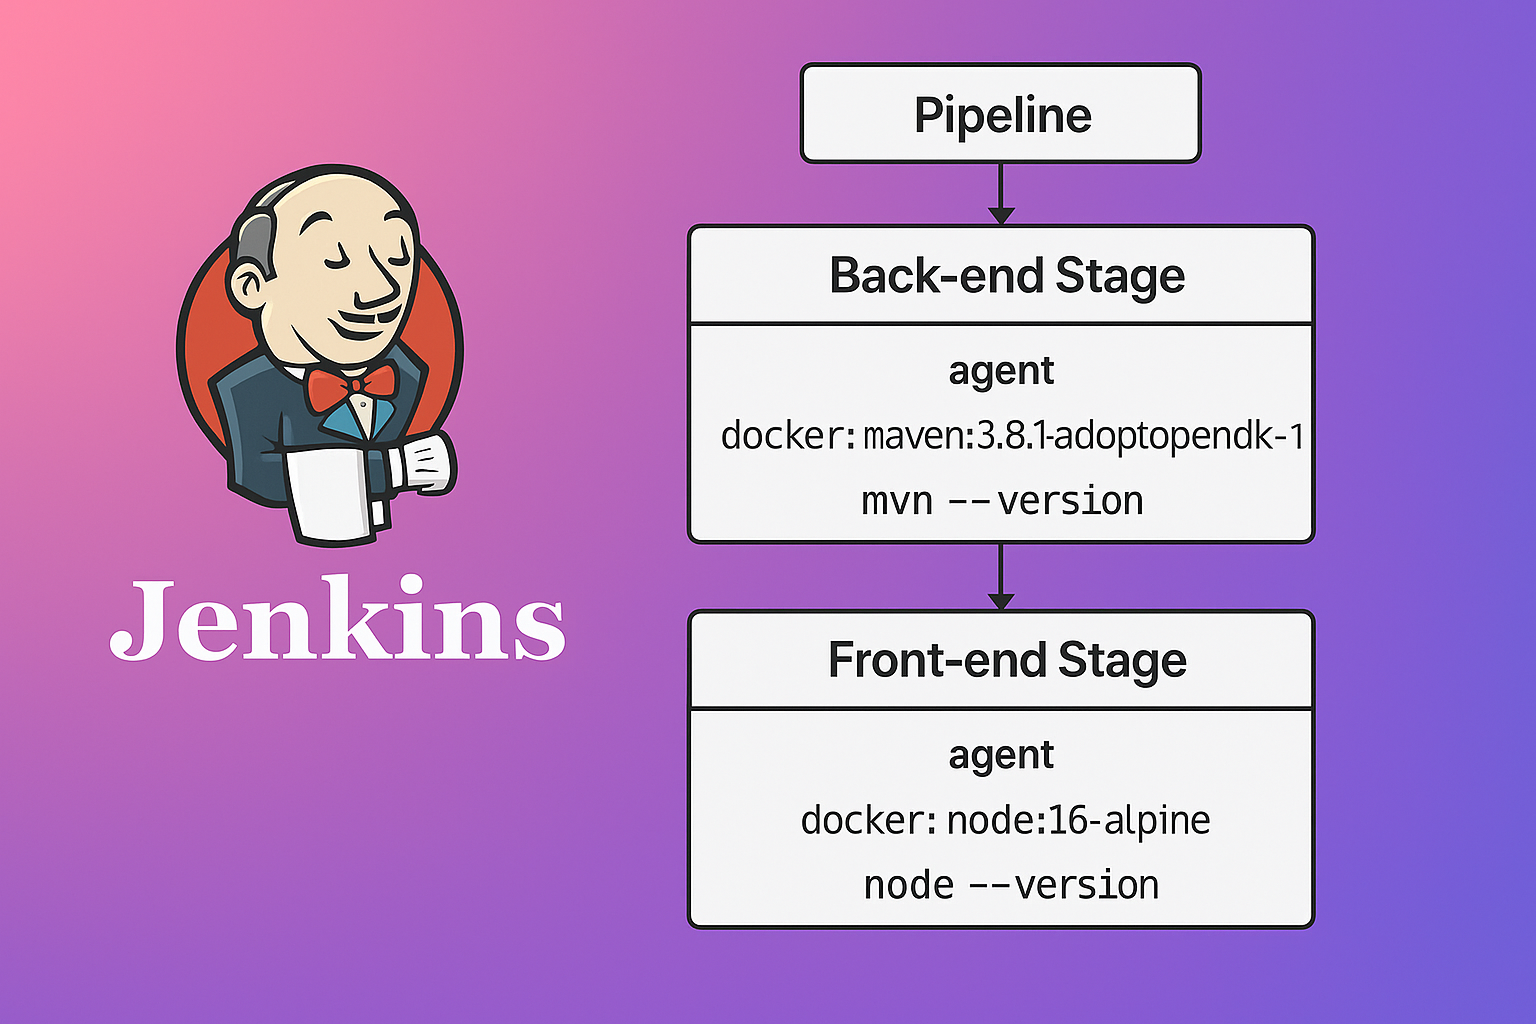 Jenkins
Pipeline
Back-end Stage
agent
docker: maven:3.8.1-adoptopendk-1
mvn --version
Front-end Stage
agent
docker: node:16-alpine
node --version